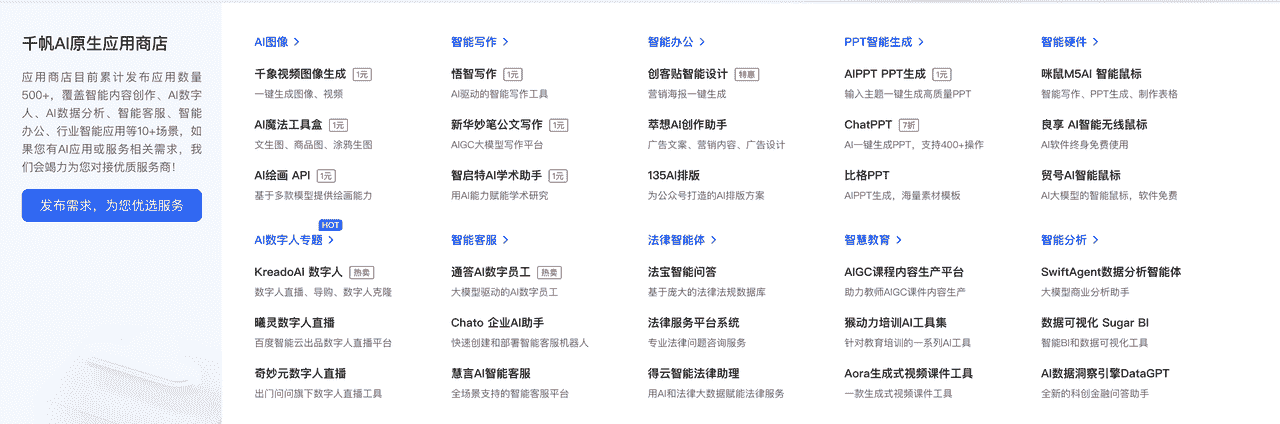 千帆AI原生应用商店
应用商店目前累计发布应用数量
500+，覆盖智能内容创作、AI数字
人、AI数据分析、智能客服、智能
办公、行业智能应用等10+场景，如
果您有AI应用或服务相关需求，我
们会竭力为您对接优质服务商！
发布需求，为您优选服务
AI图像
千象视频图像生成 1元
一键生成图像、视频
AI魔法工具盒 1元
文生图、商品图、涂鸦生图
AI绘画 API 1元
基于多款模型提供绘画能力
智能写作
悟智写作 1元
AI驱动的智能写作工具
新华妙笔公文写作 1元
AIGC大模型写作平台
智启特AI学术助手 1元
用AI能力赋能学术研究
智能办公
创客贴智能设计 特惠
营销海报一键生成
萃想AI创作助手
广告文案、营销内容、广告设计
135AI排版
为公众号打造的AI排版方案
PPT智能生成
AIPPT PPT生成 1元
输入主题一键生成高质量PPT
ChatPPT 7折
AI一键生成PPT，支持400+操作
比格PPT
AIPPT生成，海量素材模板
智能硬件
咪鼠M5AI 智能鼠标
智能写作、PPT生成、制作表格
良享 AI智能无线鼠标
AI软件终身免费使用
贸号AI智能鼠标
AI大模型的智能鼠标，软件免费
AI数字人专题 HOT
KreadoAI 数字人 热卖
数字人直播、导购、数字人克隆
曦灵数字人直播
百度智能云出品数字人直播平台
奇妙元数字人直播
出门问问旗下数字人直播工具
智能客服
通答AI数字员工 热卖
大模型驱动的AI数字员工
Chato 企业AI助手
快速创建和部署智能客服机器人
慧言AI智能客服
全场景支持的智能客服平台
法律智能体
法宝智能问答
基于庞大的法律法规数据库
法律服务平台系统
专业法律问题咨询服务
得云智能法律助理
用AI和法律大数据赋能法律服务
智慧教育
AIGC课程内容生产平台
助力教师AIGC课件内容生产
猴动力培训AI工具集
针对教育培训的一系列AI工具
Aora生成式视频课件工具
一款生成式视频课件工具
智能分析
SwiftAgent数据分析智能体
大模型商业分析助手
数据可视化 Sugar BI
智能BI和数据可视化工具
AI数据洞察引擎DataGPT
全新的科创金融问答助手